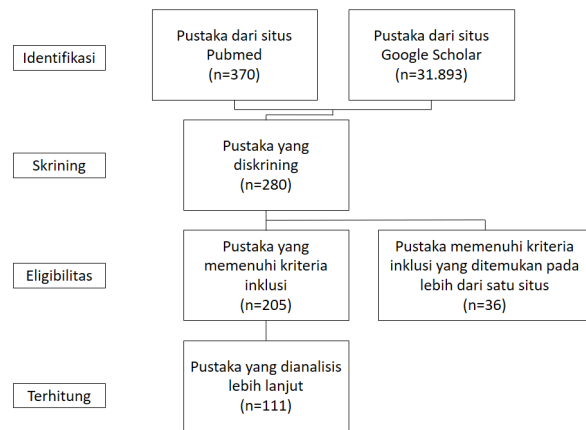 Identifikasi
Pustaka dari situs
Pubmed
(n=370)
Pustaka dari situs
Google Scholar
(n=31.893)
Skrining
Pustaka yang
diskrining
(n=280)
Eligibilitas
Pustaka yang
memenuhi kriteria
inklusi
(n=205)
Pustaka memenuhi kriteria
inklusi yang ditemukan pada
lebih dari satu situs
(n=36)
Terhitung
Pustaka yang dianalisis
lebih lanjut
(n=111)